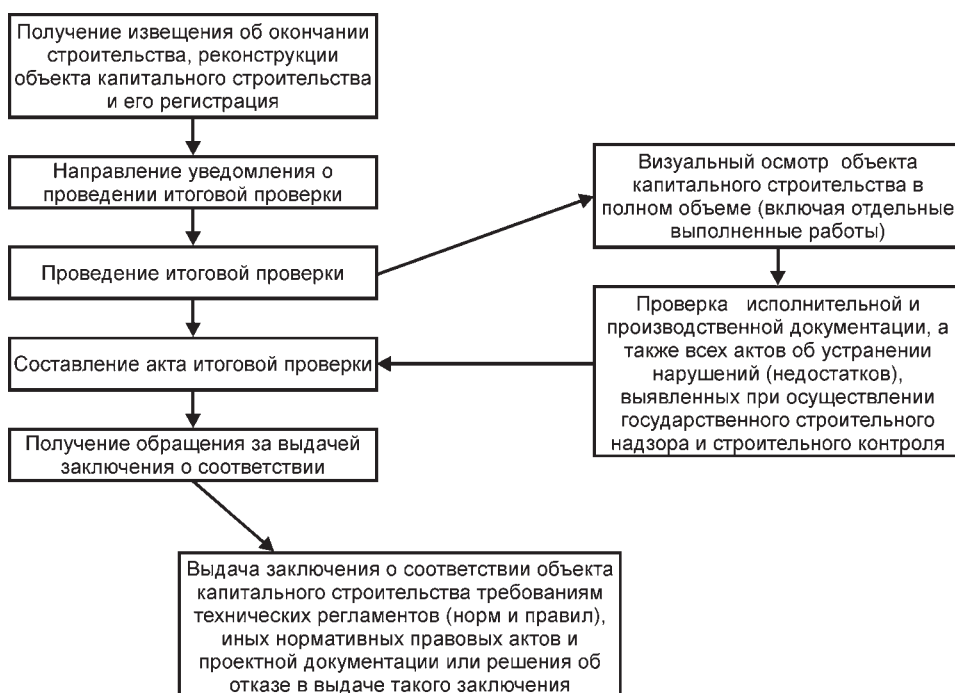 Получение извещения об окончании
строительства, реконструкции
объекта капитального строительства
и его регистрация
Направление уведомления о
проведении итоговой проверки
Проведение итоговой проверки
Визуальный осмотр объекта
капитального строительства в
полном объеме (включая отдельные
выполненные работы)
Проверка исполнительной и
производственной документации, а
также всех актов об устранении
нарушений (недостатков),
выявленных при осуществлении
государственного строительного
надзора и строительного контроля
Составление акта итоговой проверки
Получение обращения за выдачей
заключения о соответствии
Выдача заключения о соответствии объекта
капитального строительства требованиям
технических регламентов (норм и правил),
иных нормативных правовых актов и
проектной документации или решения об
отказе в выдаче такого заключения